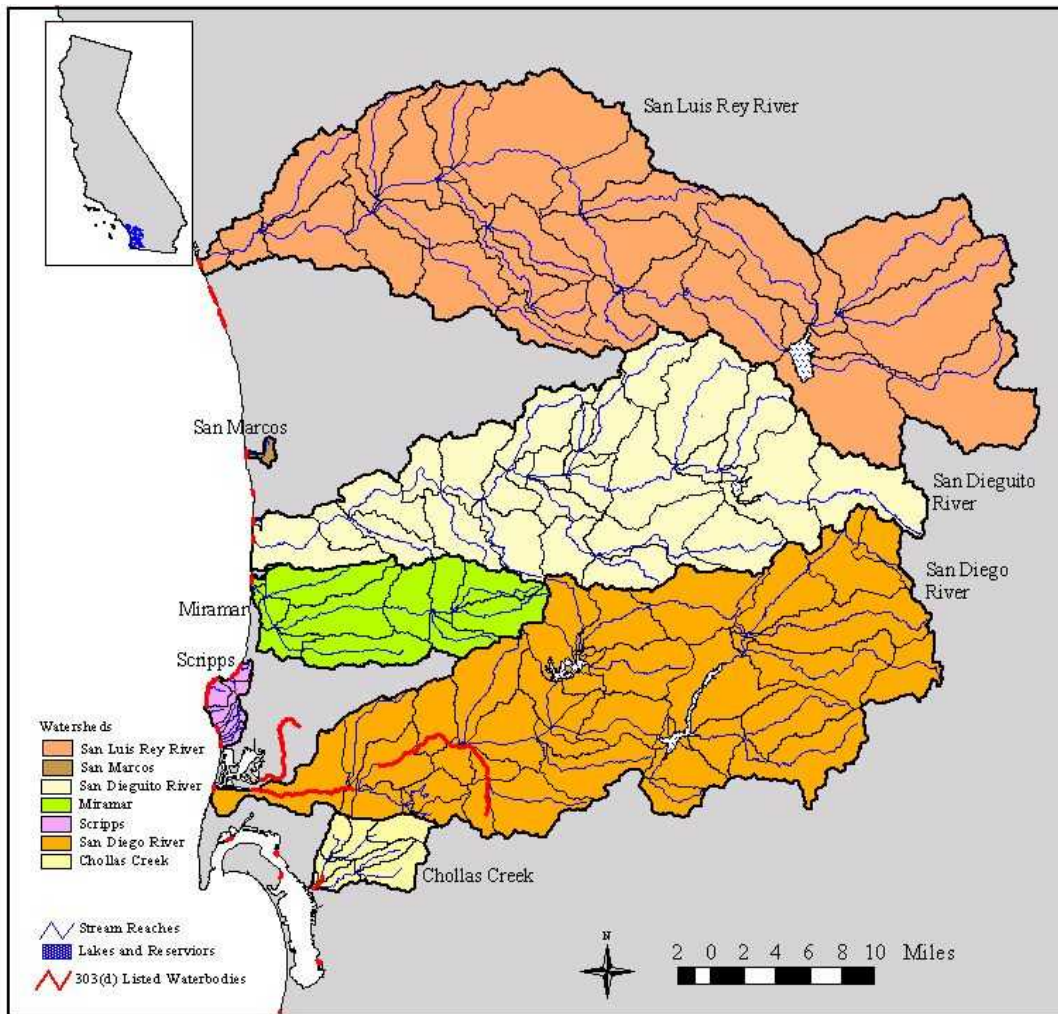 San Luis Rey River
San Marcos
San Dieguito
River
San Diego
River
Miramar
Scripps
Watersheds
San Luis Rey River
San Marcos
San Dieguito River
Miramar
Scripps
San Diego River
Chollas Creek
Chollas Creek
Stream Reaches
Lakes and Reserviors
303(d) Listed Waterbodies
N
2 0 2 4 6 8 10 Miles